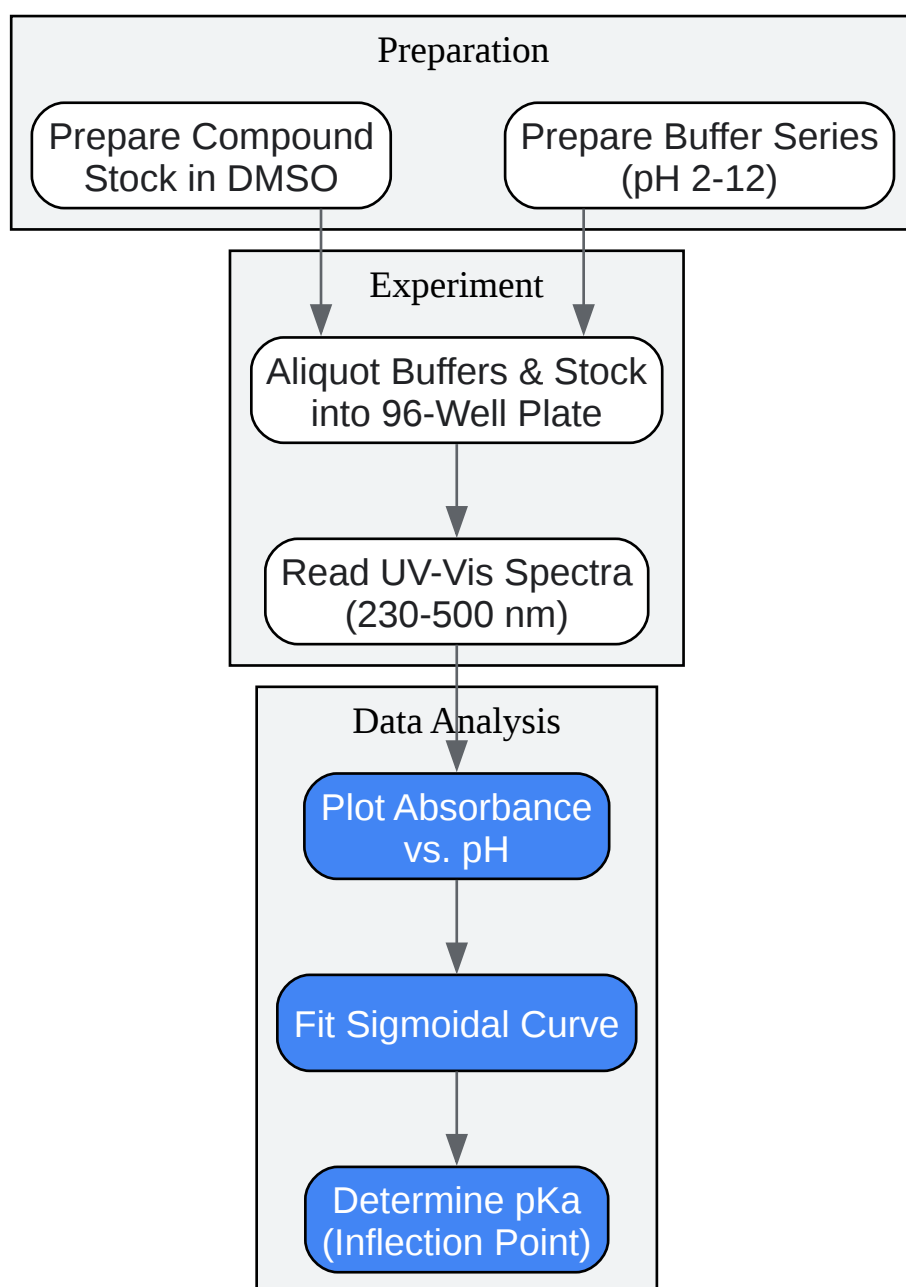 Preparation
Prepare Compound
Stock in DMSO
Prepare Buffer Series
(pH 2-12)
Experiment
Aliquot Buffers & Stock
into 96-Well Plate
Read UV-Vis Spectra
(230-500 nm)
Data Analysis
Plot Absorbance
vs. pH
Fit Sigmoidal Curve
Determine pKa
(Inflection Point)